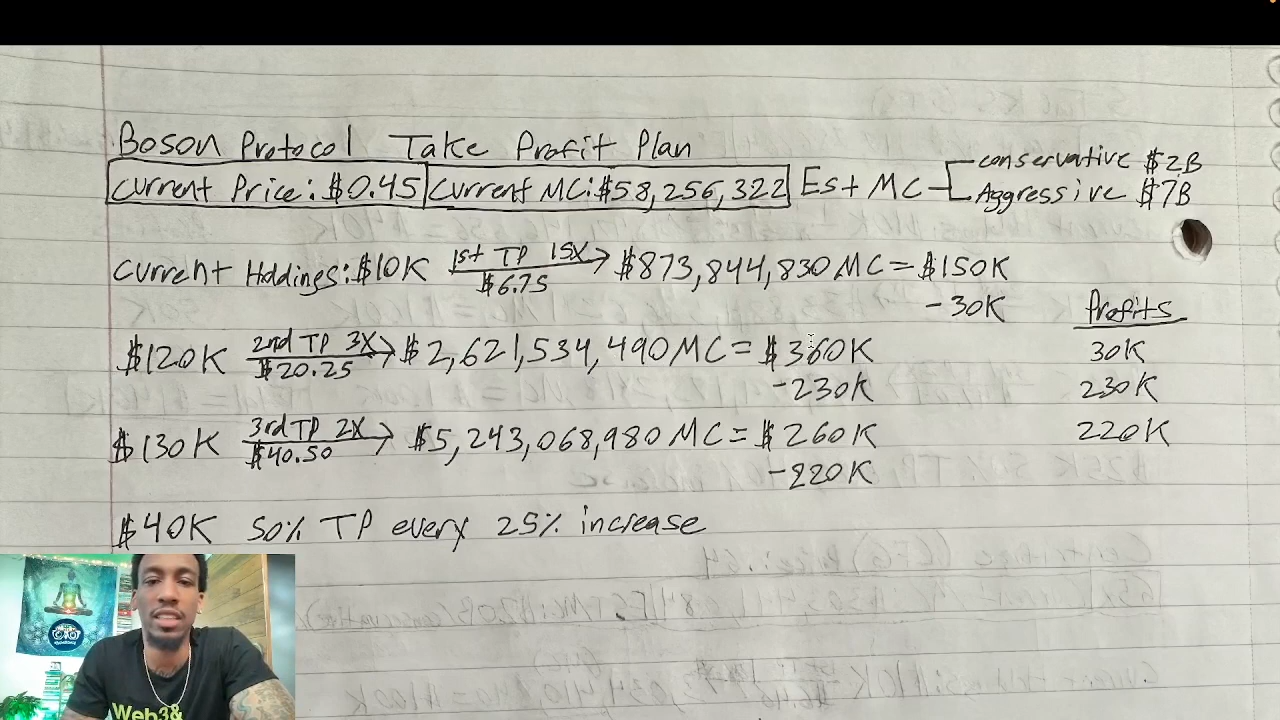 Boson Protocol Take Profit Plan
Current Price: $0.45 Current MC: $58,256,322 Est MC conservative $2B
Aggressive $7B
Current Holdings: $10K 1st TP 15X $873,844,830 MC = $150K
$6.75
-30K Profits
$120K 2nd TP 3X $2,621,534,490 MC = $360K 30K
$20.25
-230K 230K
$130K 3rd TP 2X $5,243,068,980 MC = $260K 220K
$40.50
-220K
$40K 50% TP every 25% increase
Web3&